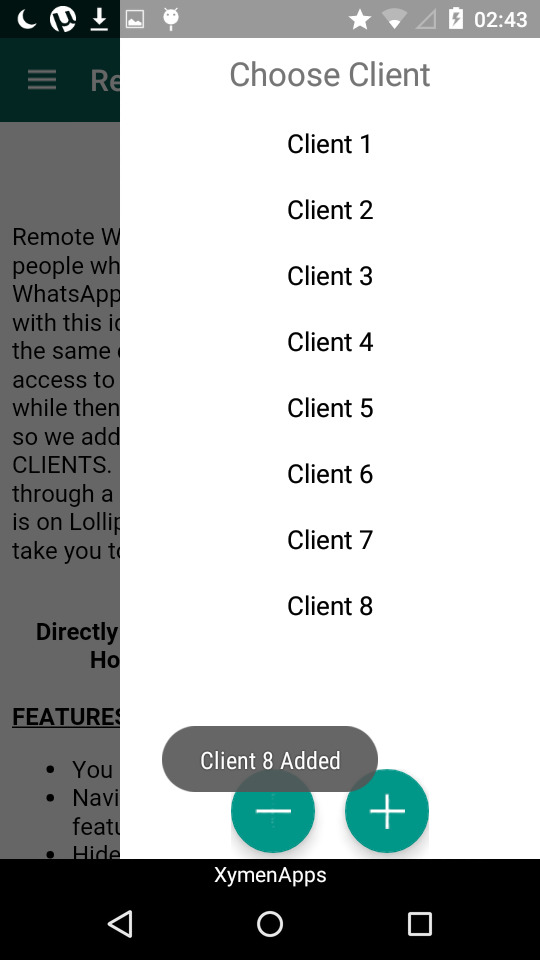 02:43
Re
Choose Client
Client 1
Client 2
Client 3
Client 4
Client 5
Client 6
Client 7
Client 8
Remote W
people wh
WhatsApp
with this ic
the same
access to
while then
so we add
CLIENTS.
through a
is on Lollip
take you to
Directly
Ho
FEATURES
• You
• Navi
featu
• Hide
Client 8 Added
XymenApps